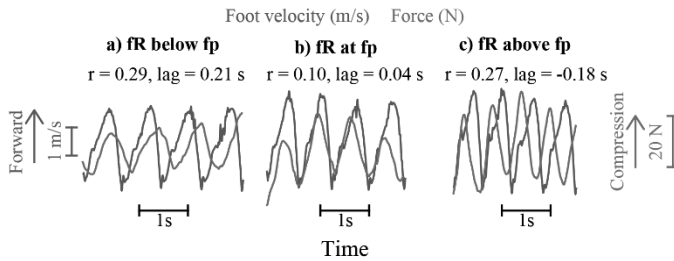 Foot velocity (m/s) Force (N)
a) fR below fp b) fR at fp c) fR above fp
r = 0.29, lag = 0.21 s r = 0.10, lag = 0.04 s r = 0.27, lag = -0.18 s
Forward
1 m/s
Compression
20 N
1s 1s 1s
Time